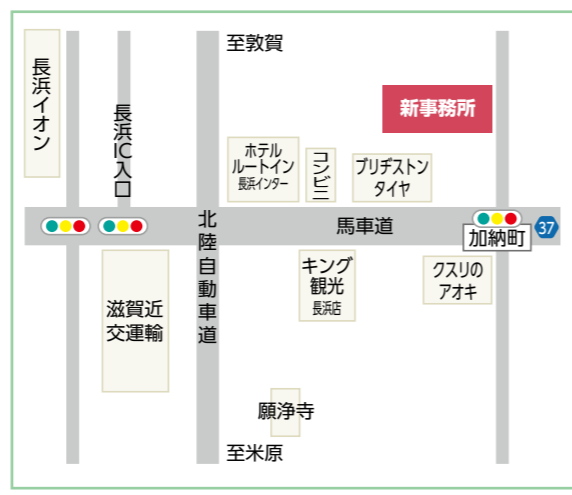 至敦賀
長浜イオン
長浜IC入口
新事務所
ホテル
ルートイン
長浜インター
コンビニ
ブリヂストン
タイヤ
北陸自動車道
馬車道
加納町
37
滋賀近
交運輸
キング
観光
長浜店
クスリの
アオキ
願浄寺
至米原